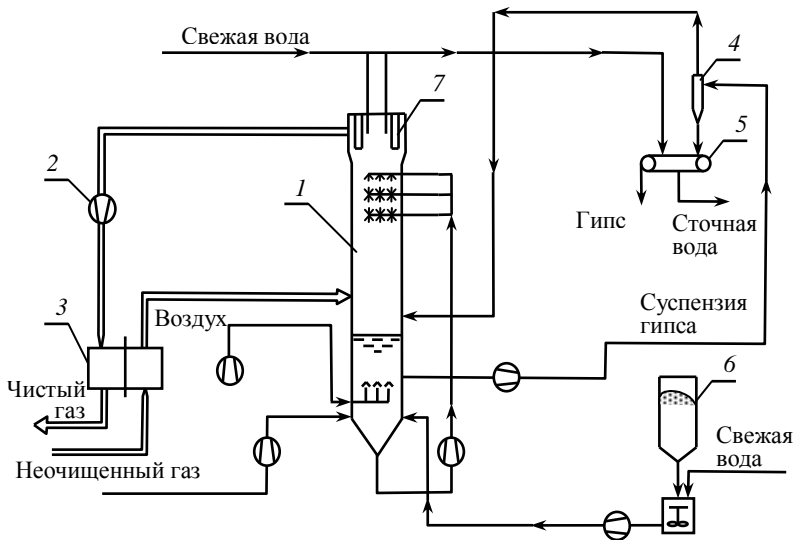 Свежая вода
4
7
5
2
1
Гипс
Сточная
вода
Суспензия
гипса
3
Воздух
6
Чистый
газ
Свежая
вода
Неочищенный газ